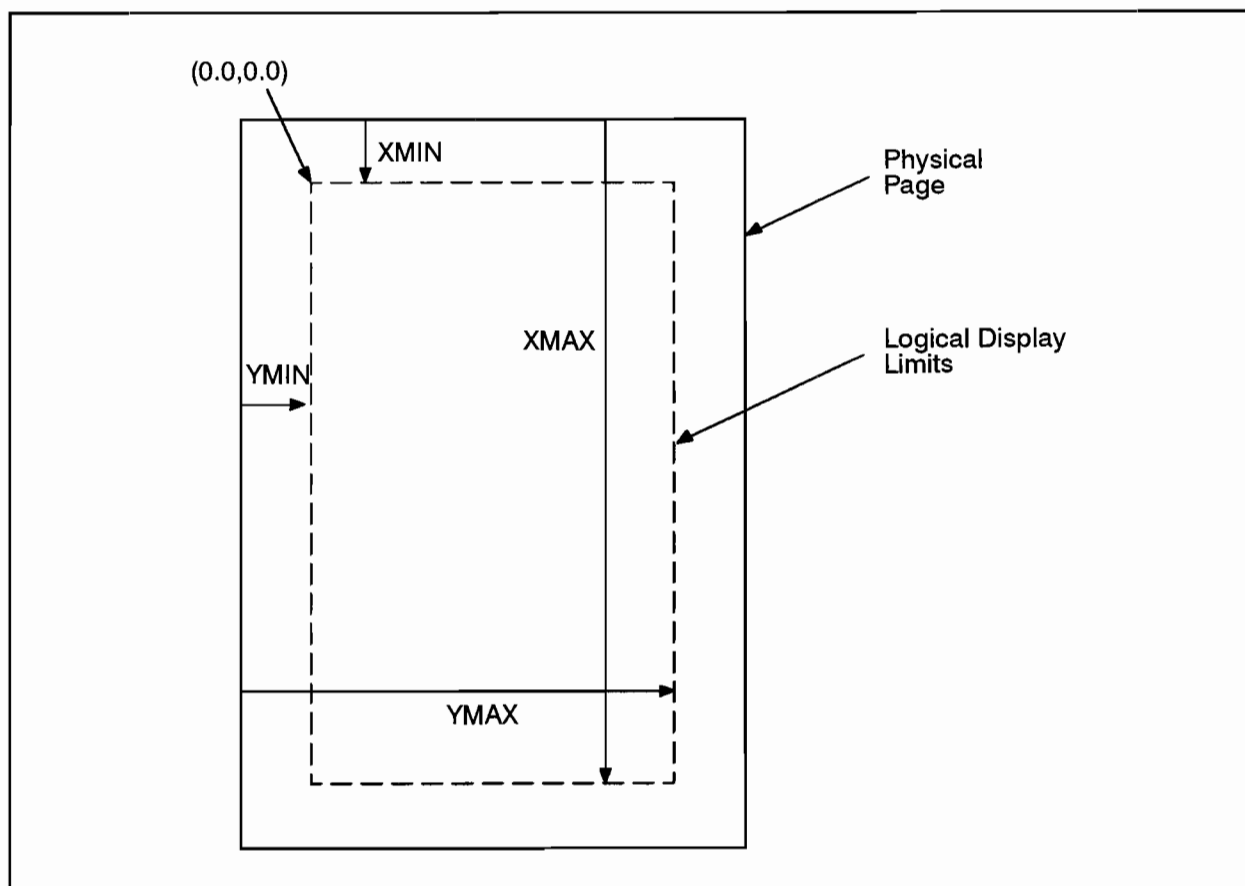 (0.0,0.0)
XMIN
Physical
Page
XMAX
Logical Display
Limits
YMIN
YMAX